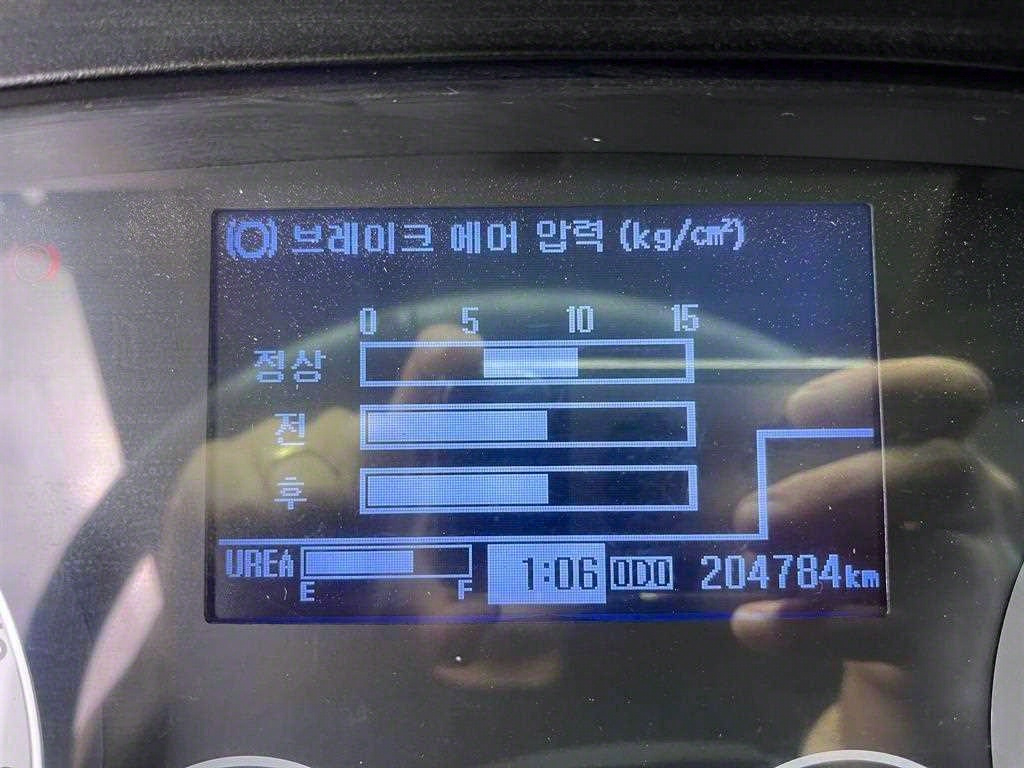 브레이크 에어 압력 (kg/cm²)
0 5 10 15
정상
전
후
UREA E F 1:06 ODO 204784km